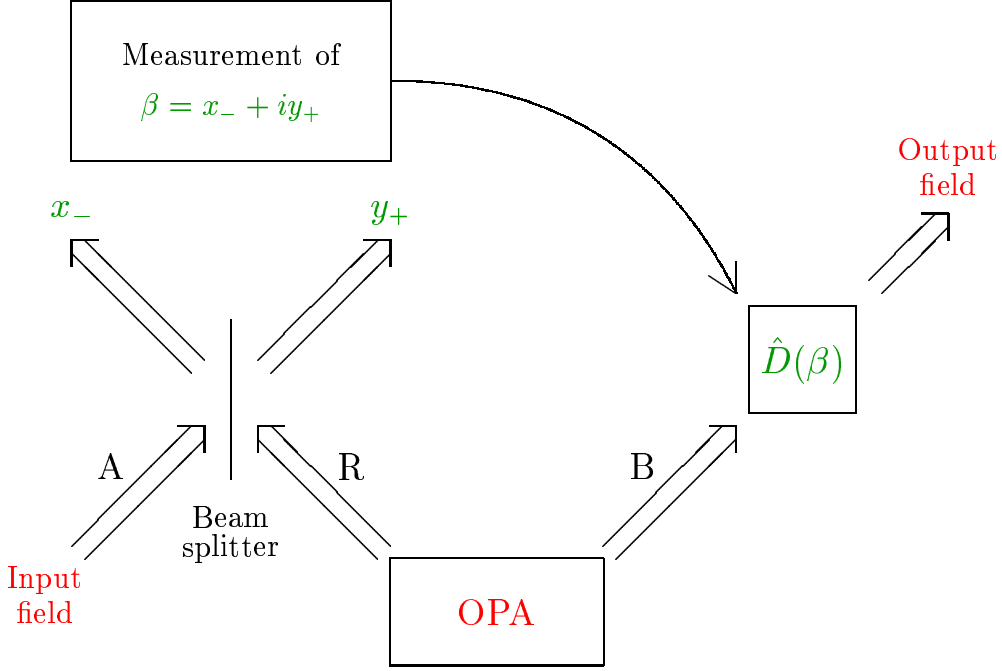 Measurement of
β = x₋ + iy₊
Output
field
x₋
y₊
D̂(β)
A
R
B
Beam
splitter
Input
field
OPA